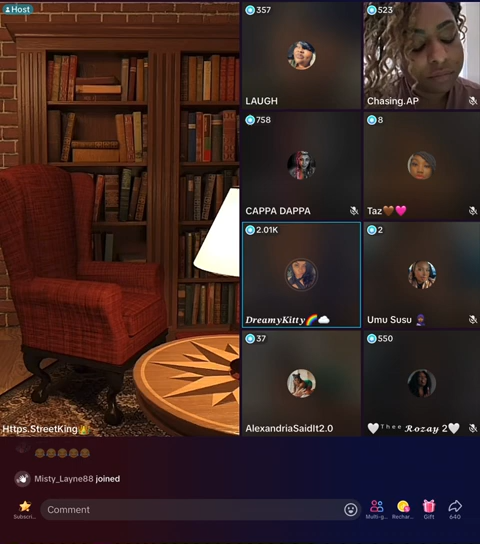 Host
357
523
LAUGH
Chasing.AP
758
8
CAPPA DAPPA
Taz🤎🩷
2.01K
2
DreamyKitty🌈☁️
Umu Susu
37
550
Https.StreetKing
AlexandriaSaidIt2.0
🤍ᵀʰᵉᵉ Rozay 2🤍
Misty_Layne88 joined
Subscri...
Comment
Multi-g...
Rechar...
Gift
640